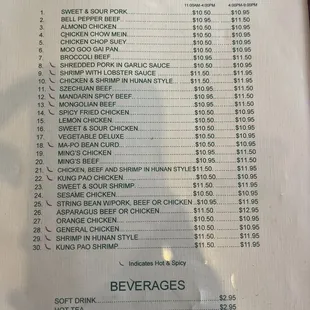 11:00AM-4:00PM 4:00PM-9:30PM
1. SWEET & SOUR PORK $10.50 $10.95
2. BELL PEPPER BEEF $10.95 $11.50
3. ALMOND CHICKEN $10.50 $10.95
4. CHICKEN CHOW MEIN $10.50 $10.95
5. CHICKEN CHOP SUEY $10.50 $10.95
6. MOO GOO GAI PAN $10.50 $10.95
7. BROCCOLI BEEF $10.95 $11.50
8. SHREDDED PORK IN GARLIC SAUCE $10.50 $10.95
9. SHRIMP WITH LOBSTER SAUCE $11.50 $11.95
10. CHICKEN & SHRIMP IN HUNAN STYLE $11.50 $11.95
11. SZECHUAN BEEF $10.95 $11.50
12. MANDARIN SPICY BEEF $10.95 $11.50
13. MONGOLIAN BEEF $10.95 $11.50
14. SPICY FRIED CHICKEN $10.50 $10.95
15. LEMON CHICKEN $10.50 $10.95
16. SWEET & SOUR CHICKEN $10.50 $10.95
17. VEGETABLE DELUXE $10.50 $10.95
18. MA-PO BEAN CURD $10.50 $10.95
19. MING'S CHICKEN $10.50 $10.95
20. MING'S BEEF $10.95 $11.50
21. CHICKEN, BEEF AND SHRIMP IN HUNAN STYLE $11.50 $11.95
22. KUNG PAO CHICKEN $10.50 $10.95
23. SWEET & SOUR SHRIMP $11.50 $11.95
24. SESAME CHICKEN $10.50 $10.95
25. STRING BEAN W/PORK, BEEF OR CHICKEN $10.95 $11.95
26. ASPARAGUS BEEF OR CHICKEN $11.50 $12.95
27. ORANGE CHICKEN $10.50 $10.95
28. GENERAL CHICKEN $10.50 $10.95
29. SHRIMP IN HUNAN STYLE $11.50 $11.95
30. KUNG PAO SHRIMP $11.50 $11.95
Indicates Hot & Spicy
BEVERAGES
SOFT DRINK $2.95
HOT TEA $2.95